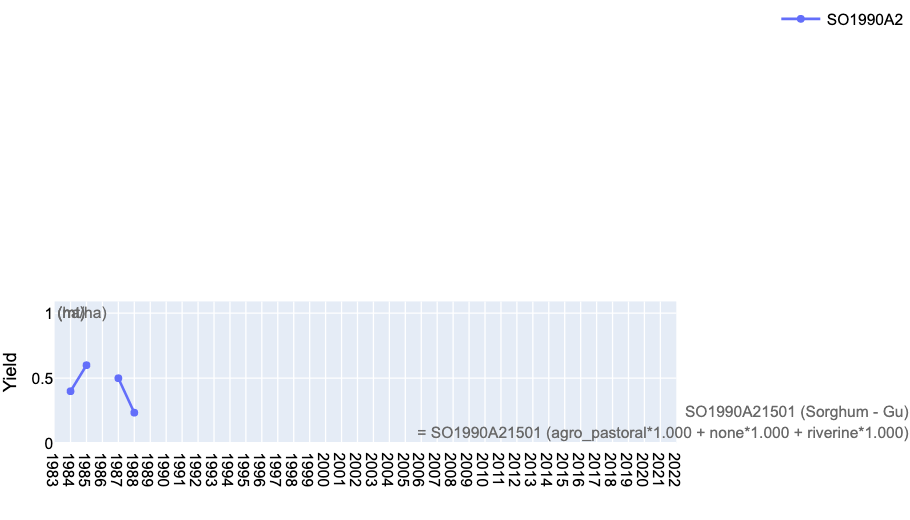 SO1990A2
1
(mt/ha)
(ha)
Yield
0.5
SO1990A21501 (Sorghum - Gu)
= SO1990A21501 (agro_pastoral*1.000 + none*1.000 + riverine*1.000)
0
1983 1984 1985 1986 1987 1988 1989 1990 1991 1992 1993 1994 1995 1996 1997 1998 1999 2000 2001 2002 2003 2004 2005 2006 2007 2008 2009 2010 2011 2012 2013 2014 2015 2016 2017 2018 2019 2020 2021 2022